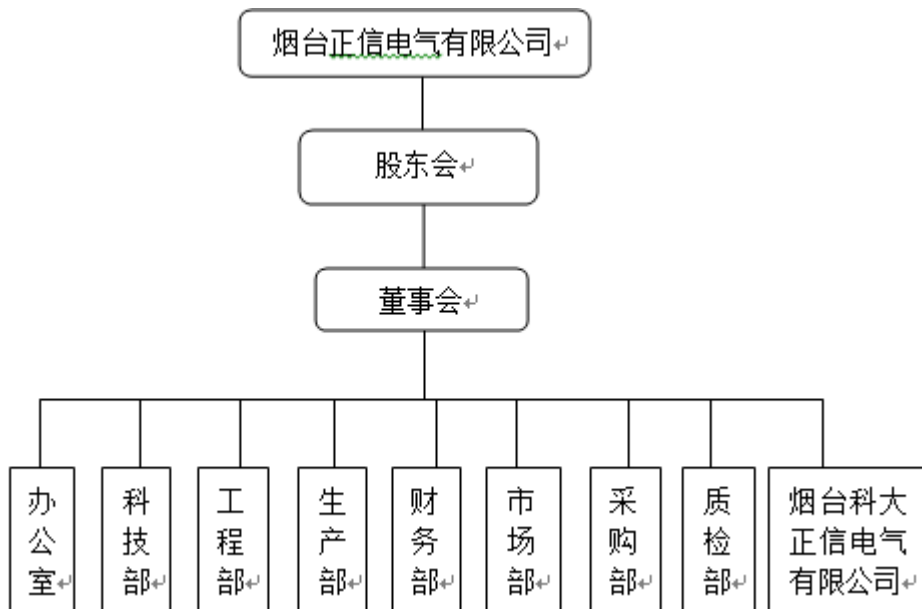 烟台正信电气有限公司
股东会
董事会
办公室
科技部
工程部
生产部
财务部
市场部
采购部
质检部
烟台科大
正信电气
有限公司